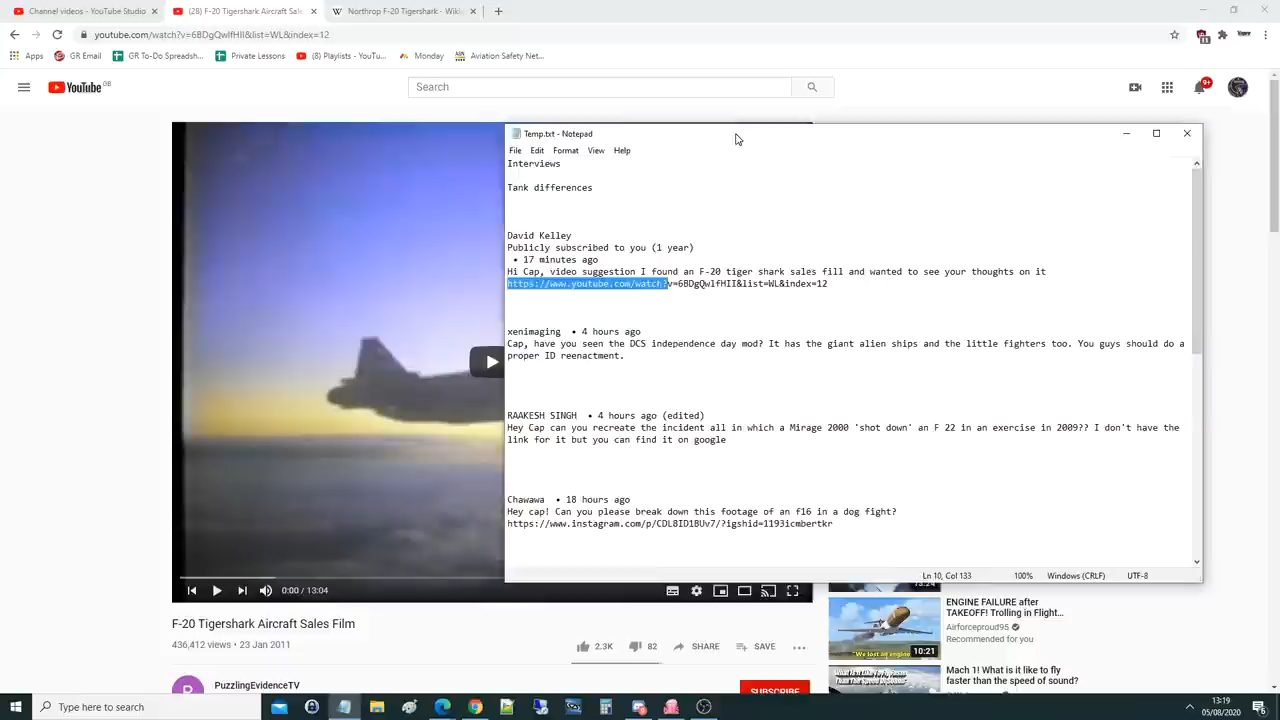 Channel videos - YouTube Studio
(28) F-20 Tigershark Aircraft Sale
Northrop F-20 Tigershark - Wiki
youtube.com/watch?v=6BDgQwlfHII&list=WL&index=12
Apps
GR Email
GR To-Do Spreadsh...
Private Lessons
(8) Playlists - YouTu...
Monday
Aviation Safety Net...
YouTube GB
Search
9+
Temp.txt - Notepad
File Edit Format View Help
Interviews
Tank differences
David Kelley
Publicly subscribed to you (1 year)
• 17 minutes ago
Hi Cap, video suggestion I found an F-20 tiger shark sales fill and wanted to see your thoughts on it
https://www.youtube.com/watch?v=6BDgQwlfHII&list=WL&index=12
xenimaging • 4 hours ago
Cap, have you seen the DCS independence day mod? It has the giant alien ships and the little fighters too. You guys should do a
proper ID reenactment.
RAAKESH SINGH • 4 hours ago (edited)
Hey Cap can you recreate the incident all in which a Mirage 2000 'shot down' an F 22 in an exercise in 2009?? I don't have the
link for it but you can find it on google
Chawawa • 18 hours ago
Hey cap! Can you please break down this footage of an f16 in a dog fight?
https://www.instagram.com/p/CDL8ID1BUv7/?igshid=1193icmbertkr
Ln 10, Col 133
100%
Windows (CRLF)
UTF-8
0:00 / 13:04
F-20 Tigershark Aircraft Sales Film
436,412 views • 23 Jan 2011
2.3K
82
SHARE
SAVE
PuzzlingEvidenceTV
SUBSCRIBE
ENGINE FAILURE after
TAKEOFF! Trolling in Flight...
Airforceproud95
Recommended for you
"We lost an engine"
10:21
Mach 1! What is it like to fly
faster than the speed of sound?
Type here to search
13:19
05/08/2020